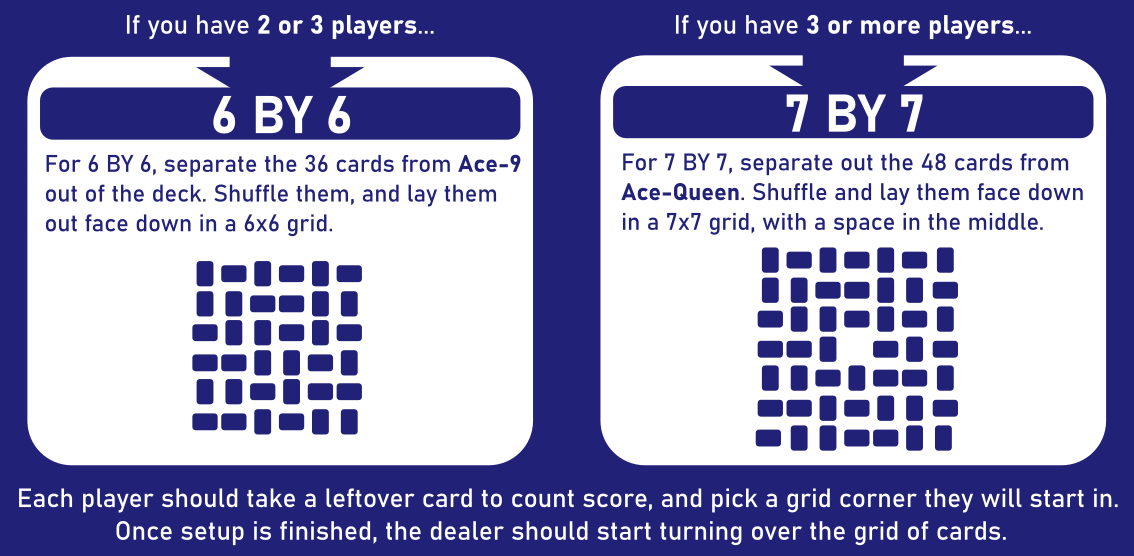 If you have 2 or 3 players...
6 BY 6
For 6 BY 6, separate the 36 cards from Ace-9
out of the deck. Shuffle them, and lay them
out face down in a 6x6 grid.
If you have 3 or more players...
7 BY 7
For 7 BY 7, separate out the 48 cards from
Ace-Queen. Shuffle and lay them face down
in a 7x7 grid, with a space in the middle.
Each player should take a leftover card to count score, and pick a grid corner they will start in.
Once setup is finished, the dealer should start turning over the grid of cards.